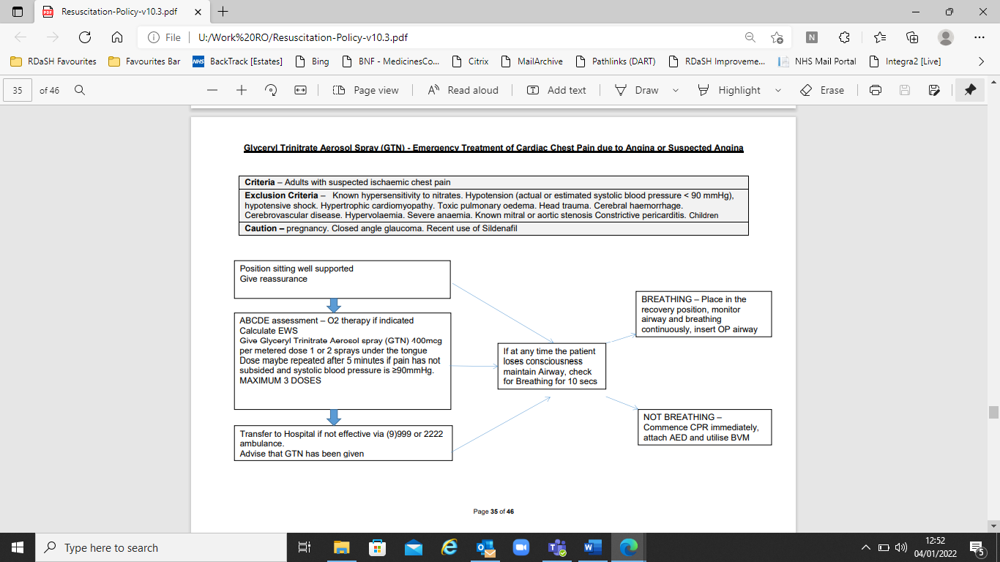 Resuscitation-Policy-v10.3.pdf
File U:/Work%20RO/Resuscitation-Policy-v10.3.pdf
RDaSH Favourites Favourites Bar NHS BackTrack [Estates] Bing BNF - MedicinesCo... Citrix MailArchive Pathlinks (DART) RDaSH Improveme... NHS Mail Portal Integra2 [Live]
35 of 46 Page view Read aloud Add text Draw Highlight Erase
Glyceryl Trinitrate Aerosol Spray (GTN) - Emergency Treatment of Cardiac Chest Pain due to Angina or Suspected Angina
Criteria – Adults with suspected ischaemic chest pain
Exclusion Criteria – Known hypersensitivity to nitrates. Hypotension (actual or estimated systolic blood pressure < 90 mmHg),
hypotensive shock. Hypertrophic cardiomyopathy. Toxic pulmonary oedema. Head trauma. Cerebral haemorrhage.
Cerebrovascular disease. Hypervolaemia. Severe anaemia. Known mitral or aortic stenosis Constrictive pericarditis. Children
Caution – pregnancy. Closed angle glaucoma. Recent use of Sildenafil
Position sitting well supported
Give reassurance
ABCDE assessment – O2 therapy if indicated
Calculate EWS
Give Glyceryl Trinitrate Aerosol spray (GTN) 400mcg
per metered dose 1 or 2 sprays under the tongue
Dose maybe repeated after 5 minutes if pain has not
subsided and systolic blood pressure is ≥90mmHg.
MAXIMUM 3 DOSES
Transfer to Hospital if not effective via (9)999 or 2222
ambulance.
Advise that GTN has been given
If at any time the patient
loses consciousness
maintain Airway, check
for Breathing for 10 secs
BREATHING – Place in the
recovery position, monitor
airway and breathing
continuously, insert OP airway
NOT BREATHING –
Commence CPR immediately,
attach AED and utilise BVM
Page 35 of 46
Type here to search
12:52
04/01/2022
5